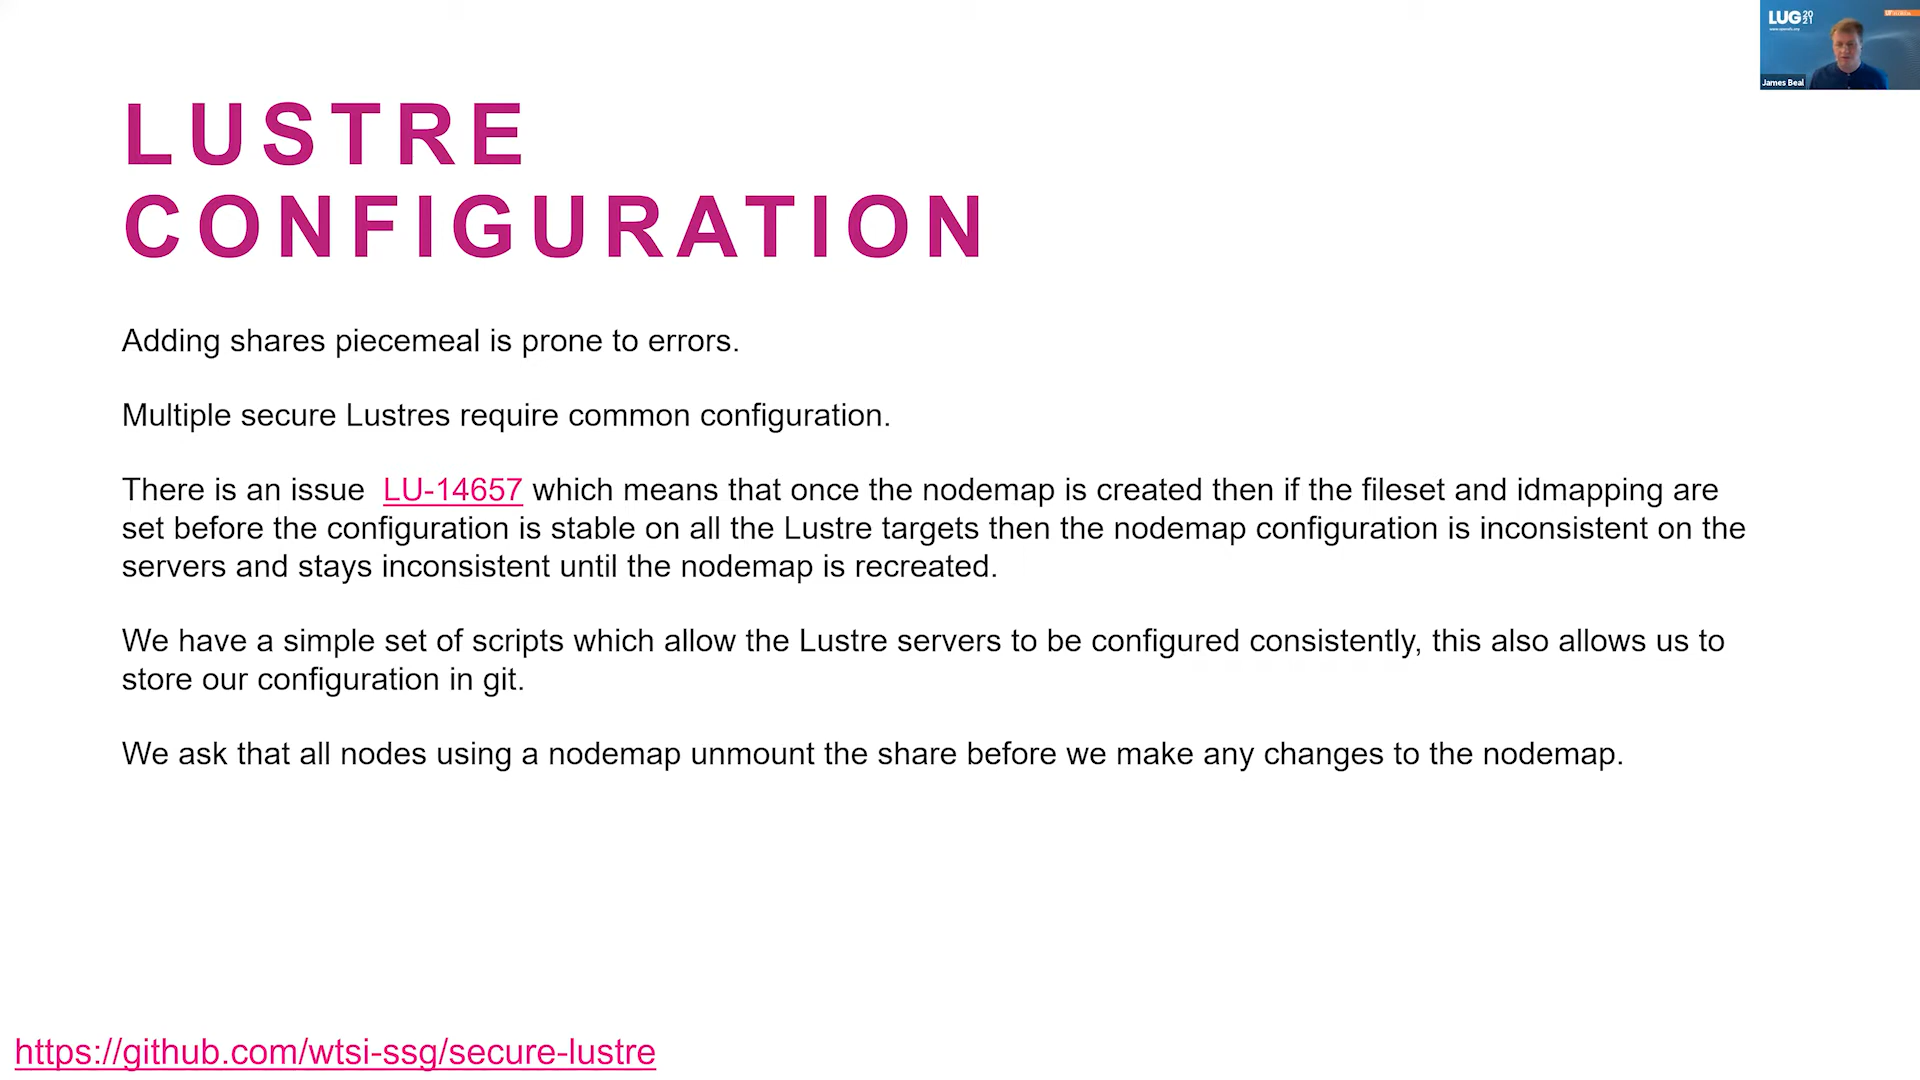 LUG 20 21
James Beal
LUSTRE
CONFIGURATION
Adding shares piecemeal is prone to errors.
Multiple secure Lustres require common configuration.
There is an issue  LU-14657 which means that once the nodemap is created then if the fileset and idmapping are
set before the configuration is stable on all the Lustre targets then the nodemap configuration is inconsistent on the
servers and stays inconsistent until the nodemap is recreated.
We have a simple set of scripts which allow the Lustre servers to be configured consistently, this also allows us to
store our configuration in git.
We ask that all nodes using a nodemap unmount the share before we make any changes to the nodemap.
https://github.com/wtsi-ssg/secure-lustre